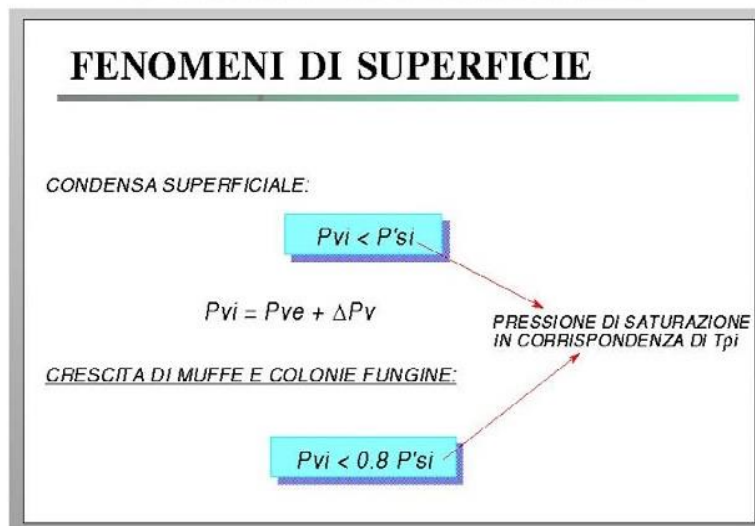 FENOMENI DI SUPERFICIE
CONDENSA SUPERFICIALE:
Pvi < P'si
Pvi = Pve + ΔPv
PRESSIONE DI SATURAZIONE
IN CORRISPONDENZA DI Tpi
CRESCITA DI MUFFE E COLONIE FUNGINE:
Pvi < 0.8 P'si